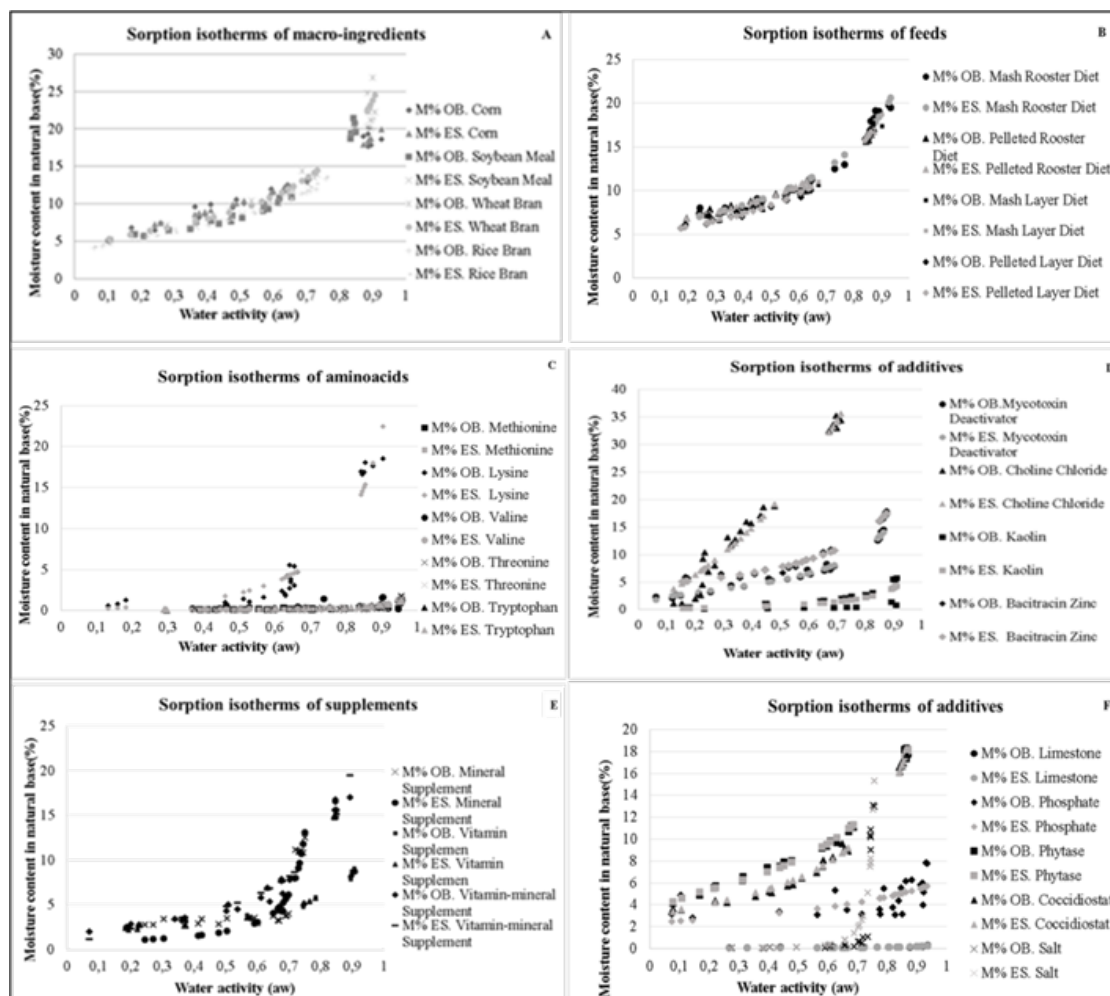 Sorption isotherms of macro-ingredients
A
Moisture content in natural base(%)
30
25
20
15
10
5
0
0 0,1 0,2 0,3 0,4 0,5 0,6 0,7 0,8 0,9 1
Water activity (aw)
M% OB. Corn
M% ES. Corn
M% OB. Soybean Meal
M% ES. Soybean Meal
M% OB. Wheat Bran
M% ES. Wheat Bran
M% OB. Rice Bran
M% ES. Rice Bran
Sorption isotherms of feeds
B
Moisture content in natural base(%)
25
20
15
10
5
0
0 0,1 0,2 0,3 0,4 0,5 0,6 0,7 0,8 0,9 1
Water activity (aw)
M% OB. Mash Rooster Diet
M% ES. Mash Rooster Diet
M% OB. Pelleted Rooster
Diet
M% ES. Pelleted Rooster Diet
M% OB. Mash Layer Diet
M% ES. Mash Layer Diet
M% OB. Pelleted Layer Diet
M% ES. Pelleted Layer Diet
Sorption isotherms of aminoacids
C
Moisture content in natural base(%)
25
20
15
10
5
0
0 0,1 0,2 0,3 0,4 0,5 0,6 0,7 0,8 0,9 1
Water activity (aw)
M% OB. Methionine
M% ES. Methionine
M% OB. Lysine
M% ES. Lysine
M% OB. Valine
M% ES. Valine
M% OB. Threonine
M% ES. Threonine
M% OB. Tryptophan
M% ES. Tryptophan
Sorption isotherms of additives
Moisture content in natural base(%)
40
35
30
25
20
15
10
5
0
0 0,1 0,2 0,3 0,4 0,5 0,6 0,7 0,8 0,9 1
Water activity (aw)
M% OB.Mycotoxin
Deactivator
M% ES. Mycotoxin
Deactivator
M% OB. Choline Chloride
M% ES. Choline Chloride
M% OB. Kaolin
M% ES. Kaolin
M% OB. Bacitracin Zinc
M% ES. Bacitracin Zinc
Sorption isotherms of supplements
E
Moisture content in natural base(%)
25
20
15
10
5
0
0 0,1 0,2 0,3 0,4 0,5 0,6 0,7 0,8 0,9 1
Water activity (aw)
M% OB. Mineral
Supplement
M% ES. Mineral
Supplement
M% OB. Vitamin
Supplemen
M% ES. Vitamin
Supplemen
M% OB. Vitamin-mineral
Supplement
M% ES. Vitamin-mineral
Supplement
Sorption isotherms of additives
F
Moisture content in natural base(%)
20
18
16
14
12
10
8
6
4
2
0
0 0,1 0,2 0,3 0,4 0,5 0,6 0,7 0,8 0,9 1
Water activity (aw)
M% OB. Limestone
M% ES. Limestone
M% OB. Phosphate
M% ES. Phosphate
M% OB. Phytase
M% ES. Phytase
M% OB. Coccidiostat
M% ES. Coccidiostat
M% OB. Salt
M% ES. Salt